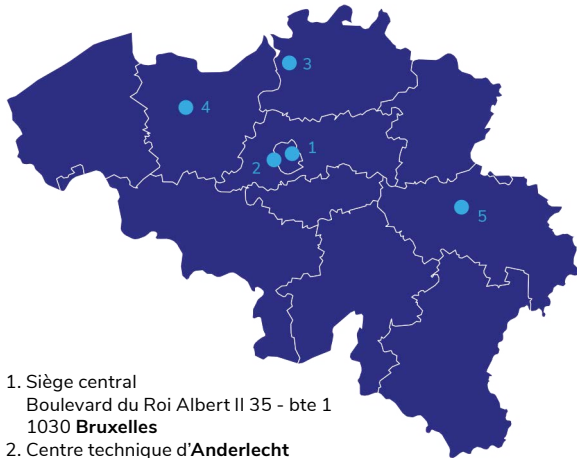 3
4
1
2
5
1. Siège central
Boulevard du Roi Albert II 35 - bte 1
1030 Bruxelles
2. Centre technique d'Anderlecht